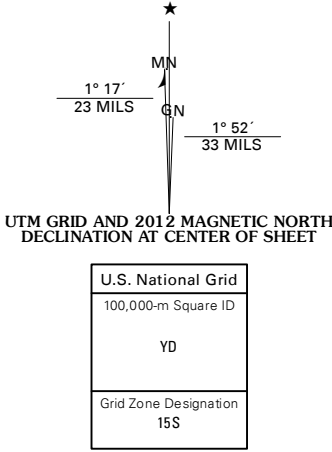 ★
MN
1° 17´
23 MILS
GN
1° 52´
33 MILS
UTM GRID AND 2012 MAGNETIC NORTH
DECLINATION AT CENTER OF SHEET
U.S. National Grid
100,000-m Square ID
YD
Grid Zone Designation
15S